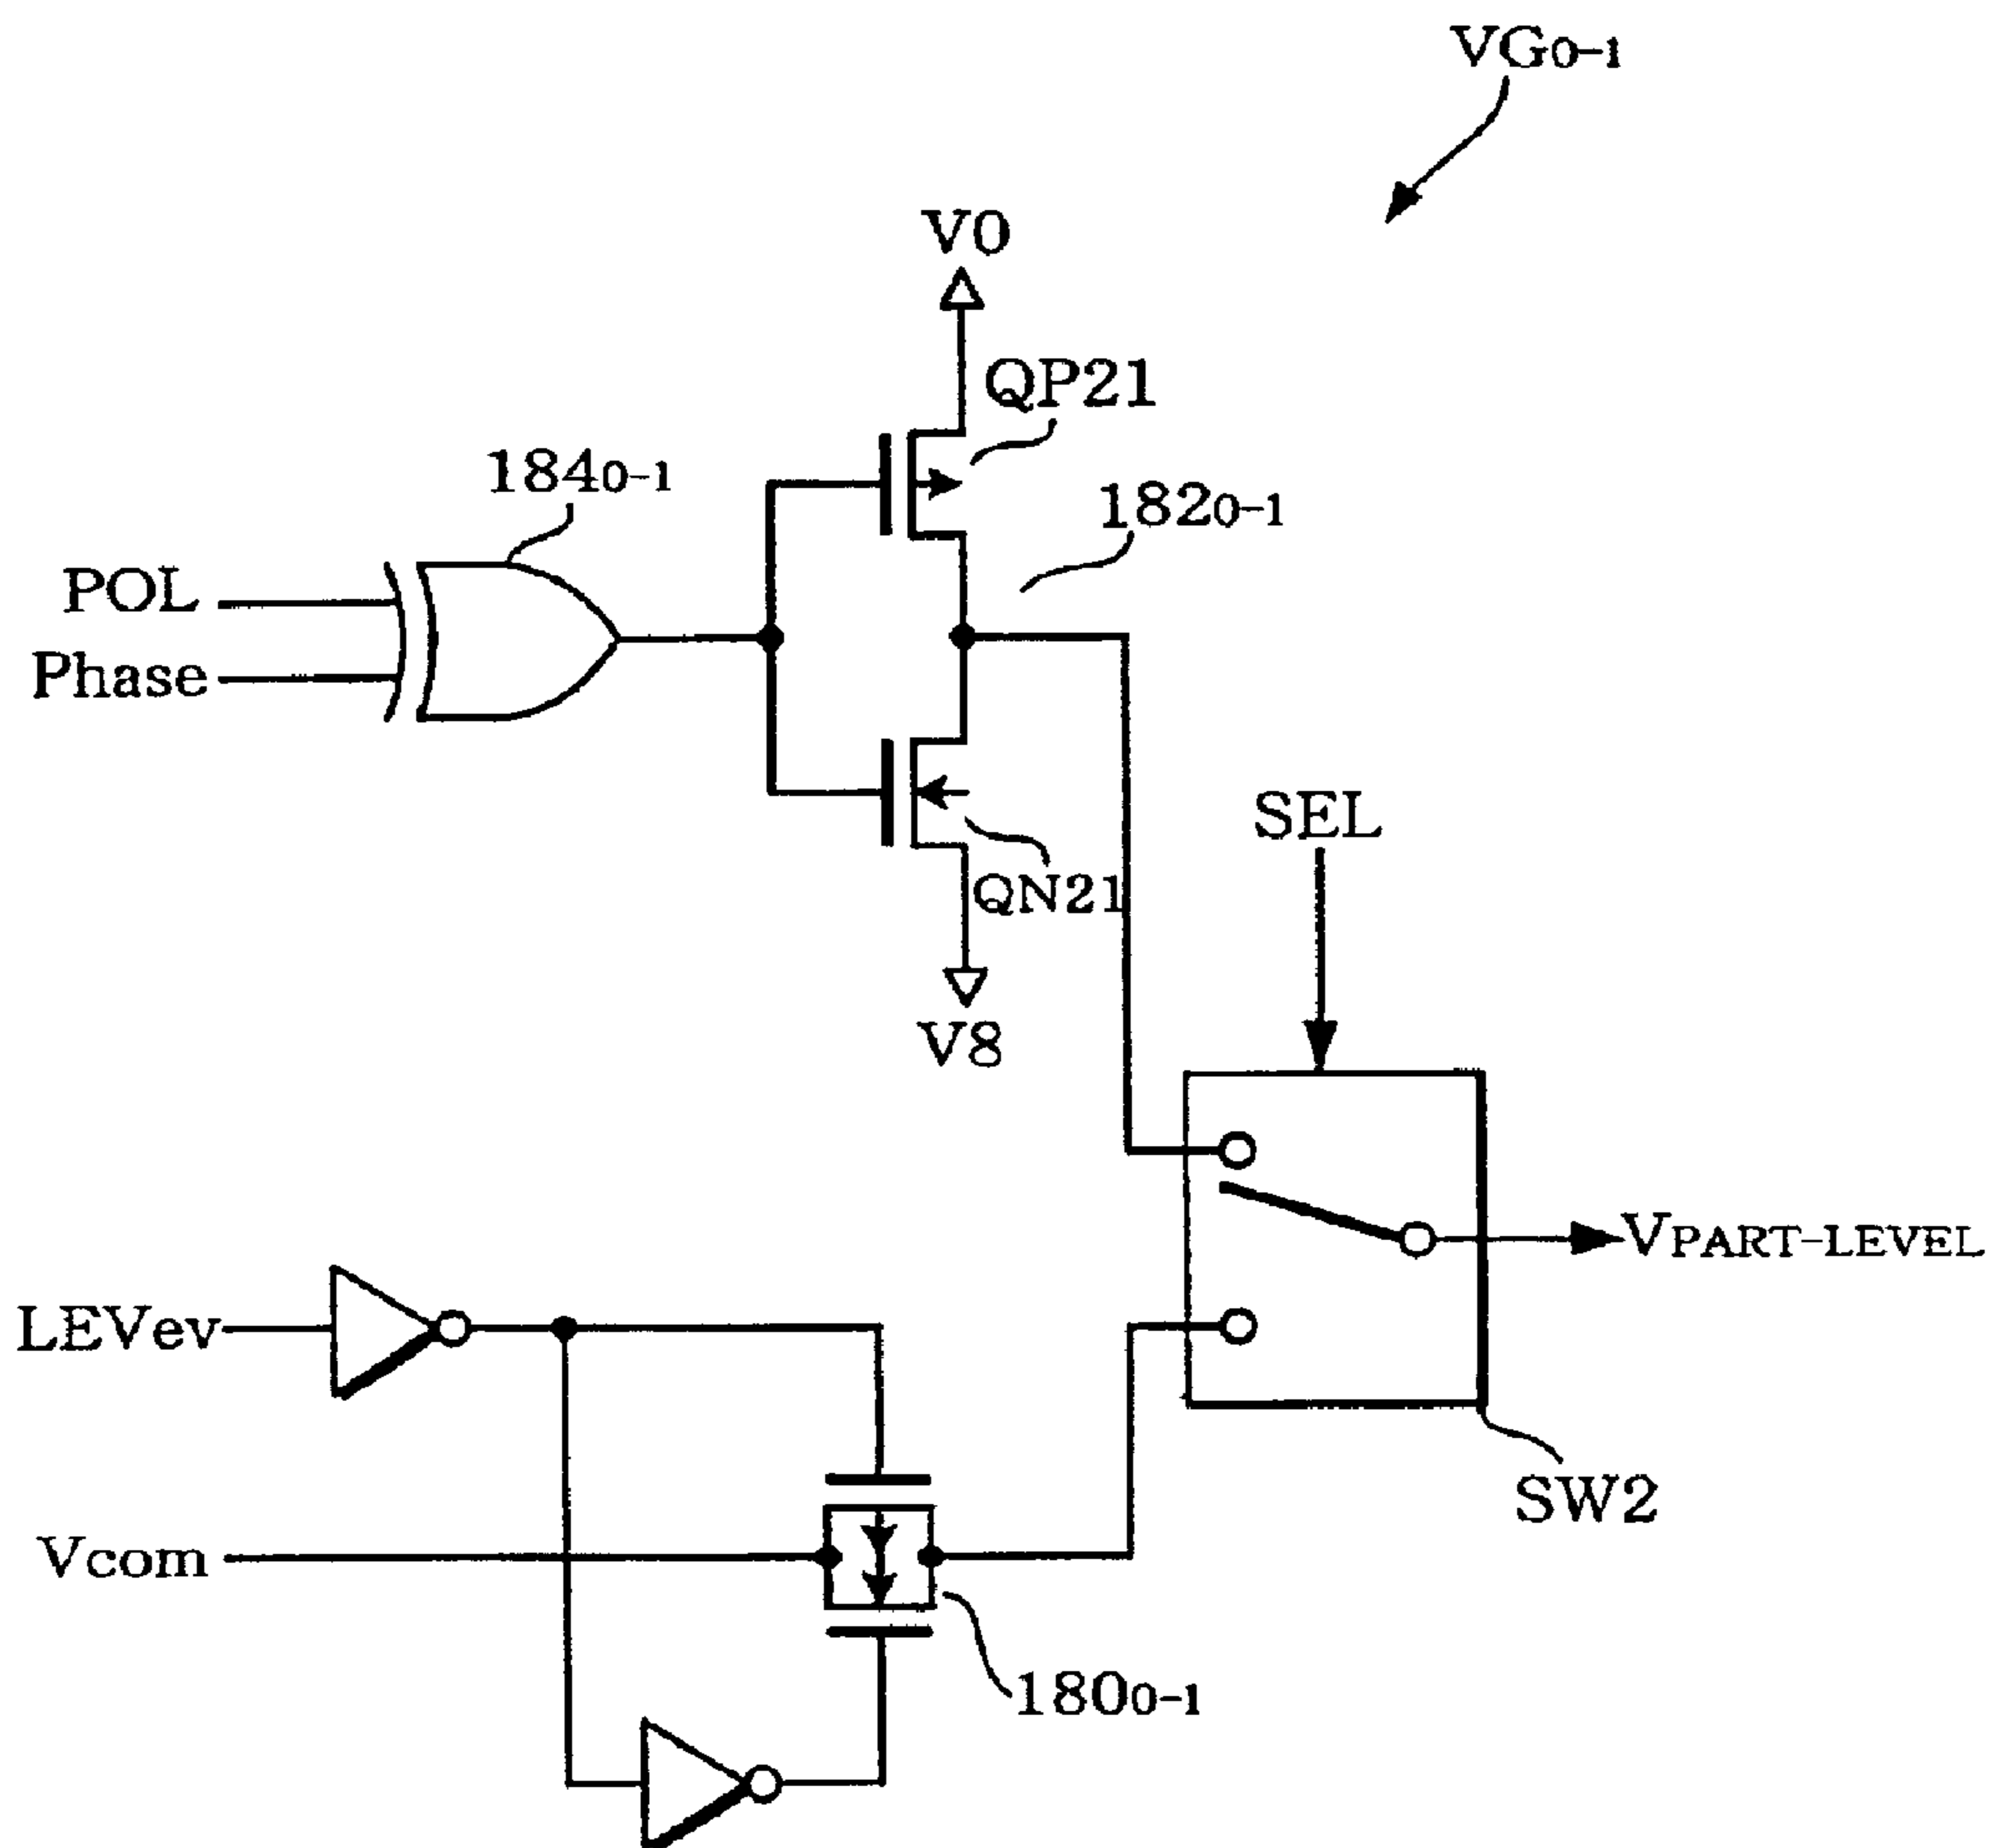 VG0-1
V0
QP21
1840-1
1820-1
POL
Phase
SEL
QN21
V8
VPART-LEVEL
LEVev
SW2
Vcom
1800-1